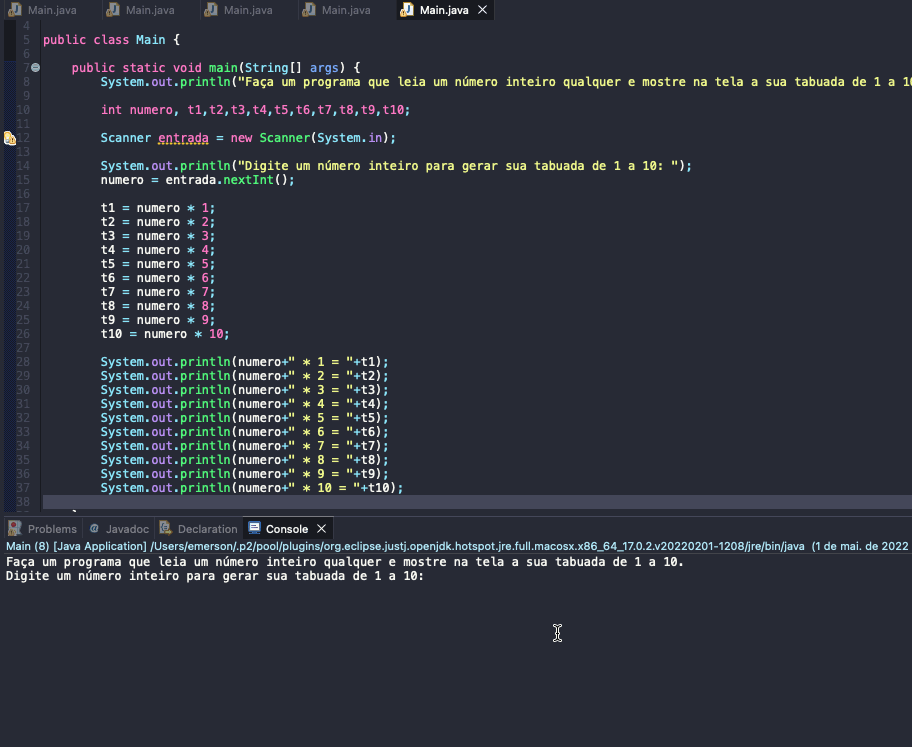 Main.java Main.java Main.java Main.java Main.java
4
5 public class Main {
6
7 public static void main(String[] args) {
8 System.out.println("Faça um programa que leia um número inteiro qualquer e mostre na tela a sua tabuada de 1 a 10
9
10 int numero, t1,t2,t3,t4,t5,t6,t7,t8,t9,t10;
11
12 Scanner entrada = new Scanner(System.in);
13
14 System.out.println("Digite um número inteiro para gerar sua tabuada de 1 a 10: ");
15 numero = entrada.nextInt();
16
17 t1 = numero * 1;
18 t2 = numero * 2;
19 t3 = numero * 3;
20 t4 = numero * 4;
21 t5 = numero * 5;
22 t6 = numero * 6;
23 t7 = numero * 7;
24 t8 = numero * 8;
25 t9 = numero * 9;
26 t10 = numero * 10;
27
28 System.out.println(numero+" * 1 = "+t1);
29 System.out.println(numero+" * 2 = "+t2);
30 System.out.println(numero+" * 3 = "+t3);
31 System.out.println(numero+" * 4 = "+t4);
32 System.out.println(numero+" * 5 = "+t5);
33 System.out.println(numero+" * 6 = "+t6);
34 System.out.println(numero+" * 7 = "+t7);
35 System.out.println(numero+" * 8 = "+t8);
36 System.out.println(numero+" * 9 = "+t9);
37 System.out.println(numero+" * 10 = "+t10);
38
Problems Javadoc Declaration Console
Main (8) [Java Application] /Users/emerson/.p2/pool/plugins/org.eclipse.justj.openjdk.hotspot.jre.full.macosx.x86_64_17.0.2.v20220201-1208/jre/bin/java (1 de mai. de 2022
Faça um programa que leia um número inteiro qualquer e mostre na tela a sua tabuada de 1 a 10.
Digite um número inteiro para gerar sua tabuada de 1 a 10: